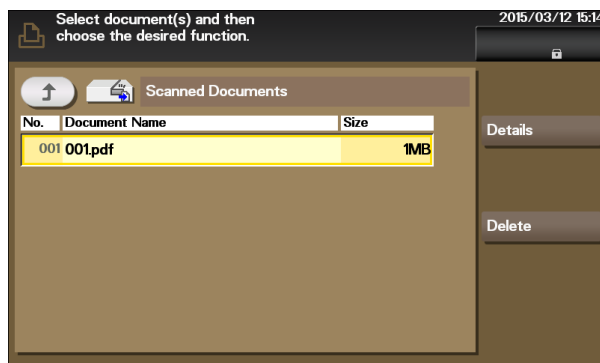 Select document(s) and then
choose the desired function.
2015/03/12 15:14
Scanned Documents
No. Document Name Size
001 001.pdf 1MB
Details
Delete